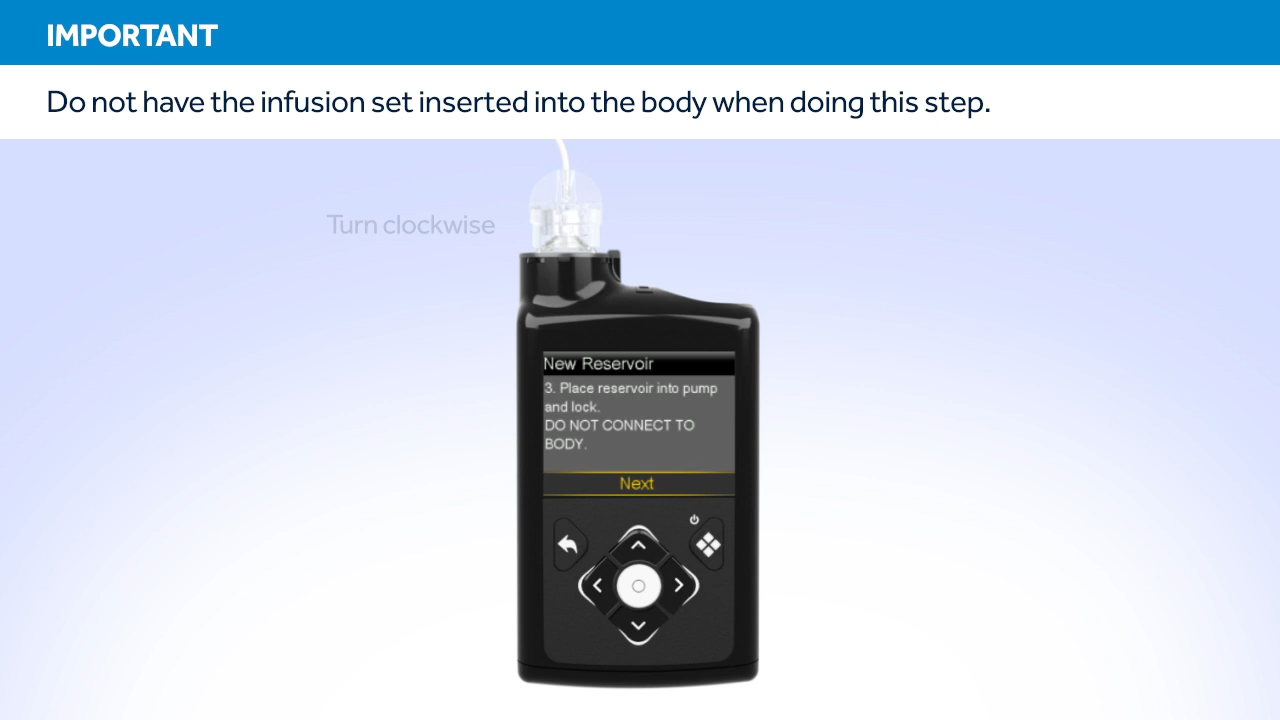 IMPORTANT
Do not have the infusion set inserted into the body when doing this step.
Turn clockwise
New Reservoir
3. Place reservoir into pump
and lock.
DO NOT CONNECT TO
BODY.
Next